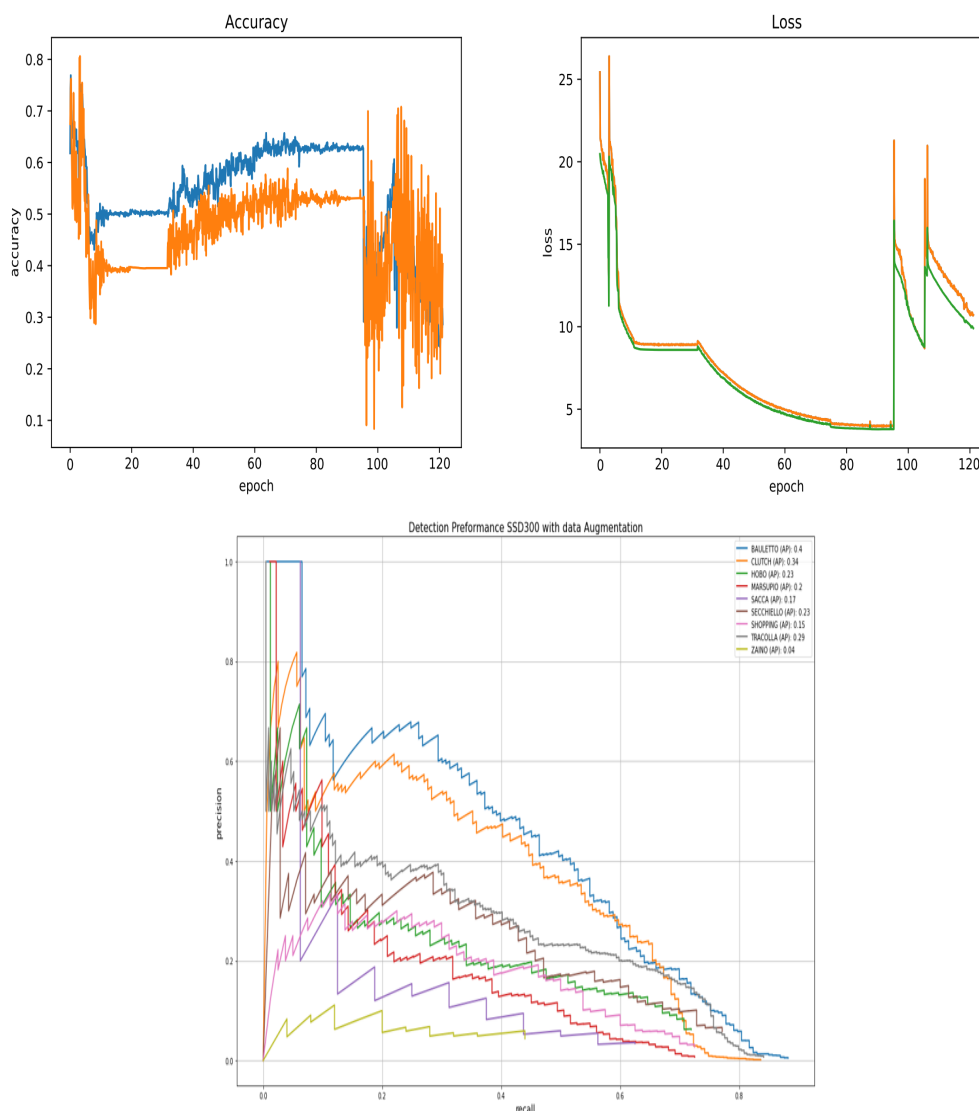 Accuracy
0.8
0.7
0.6
0.5
0.4
0.3
0.2
0.1
accuracy
0 20 40 60 80 100 120
epoch
Loss
25
20
15
10
5
loss
0 20 40 60 80 100 120
epoch
Detection Preformance SSD300 with data Augmentation
BAULETTO (AP): 0.4
CLUTCH (AP): 0.34
HOBO (AP): 0.23
MARSUPIO (AP): 0.2
SACCA (AP): 0.17
SECCHIELLO (AP): 0.23
SHOPPING (AP): 0.15
TRACOLLA (AP): 0.29
ZAINO (AP): 0.04
1.0
0.8
0.6
0.4
0.2
0.0
precision
0.0 0.2 0.4 0.6 0.8
recall